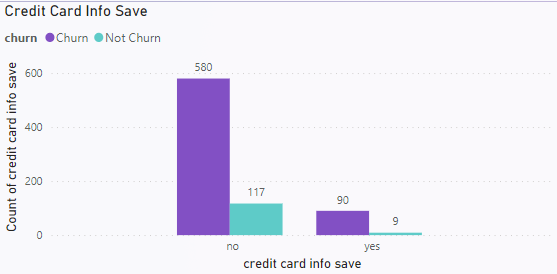 Credit Card Info Save
churn Churn Not Churn
Count of credit card info save
600
400
200
0
580
117
90
9
no
yes
credit card info save